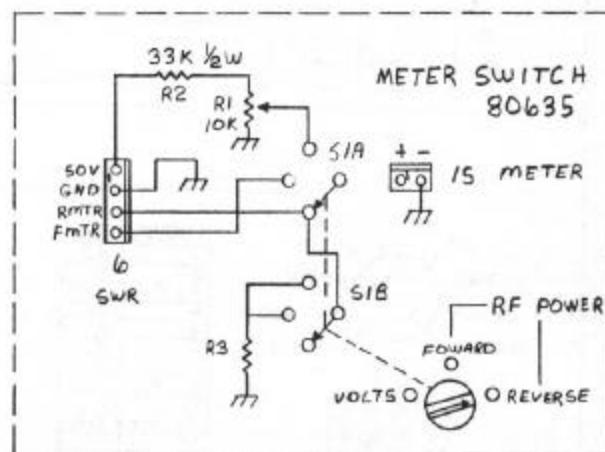 33K ½W
R2
R1
10K
METER SWITCH
80635
S1A
+ -
15 METER
50V
GND
RMTR
FMTR
6
SWR
S1B
R3
RF POWER
FOWARD
VOLTS
REVERSE